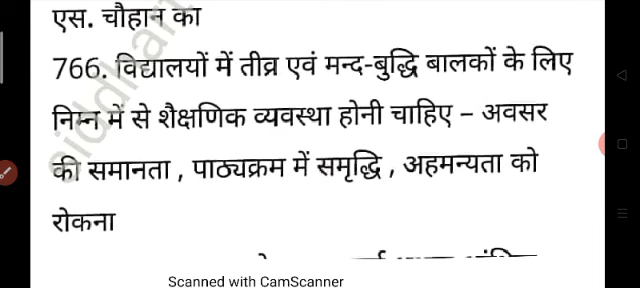 एस. चौहान का
766. विद्यालयों में तीव्र एवं मन्द-बुद्धि बालकों के लिए
निम्न में से शैक्षणिक व्यवस्था होनी चाहिए – अवसर
की समानता , पाठ्यक्रम में समृद्धि , अहमन्यता को
रोकना
Scanned with CamScanner